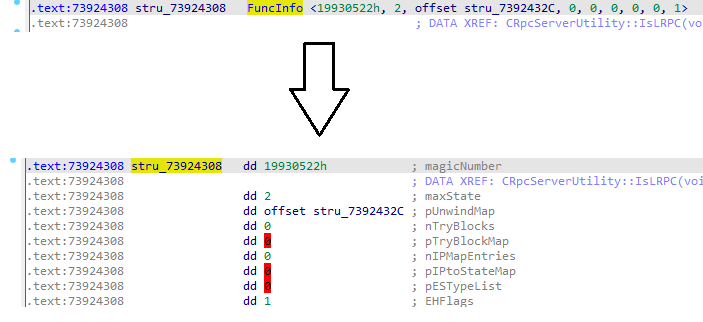 .text:73924308 stru_73924308 FuncInfo <19930522h, 2, offset stru_7392432C, 0, 0, 0, 0, 0, 1>
.text:73924308 ; DATA XREF: CRpcServerUtility::IsLRPC(voi
.text:73924308 stru_73924308 dd 19930522h ; magicNumber
.text:73924308 ; DATA XREF: CRpcServerUtility::IsLRPC(voi
.text:73924308 dd 2 ; maxState
.text:73924308 dd offset stru_7392432C ; pUnwindMap
.text:73924308 dd 0 ; nTryBlocks
.text:73924308 dd 0 ; pTryBlockMap
.text:73924308 dd 0 ; nIPMapEntries
.text:73924308 dd 0 ; pIPtoStateMap
.text:73924308 dd 0 ; pESTypeList
.text:73924308 dd 1 ; EHFlags